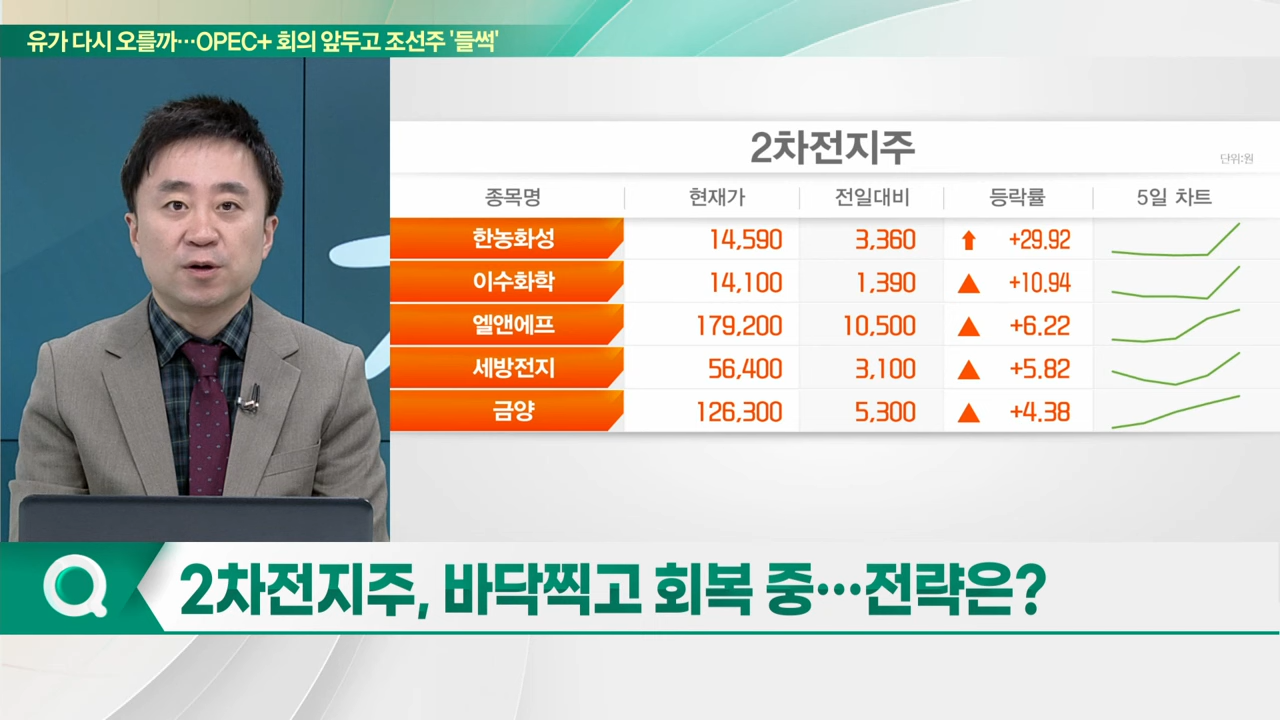 유가 다시 오를까…OPEC+ 회의 앞두고 조선주 '들썩'
2차전지주
단위:원
종목명 현재가 전일대비 등락률 5일 차트
한농화성 14,590 3,360 +29.92
이수화학 14,100 1,390 ▲ +10.94
엘앤에프 179,200 10,500 ▲ +6.22
세방전지 56,400 3,100 ▲ +5.82
금양 126,300 5,300 ▲ +4.38
2차전지주, 바닥찍고 회복 중…전략은?